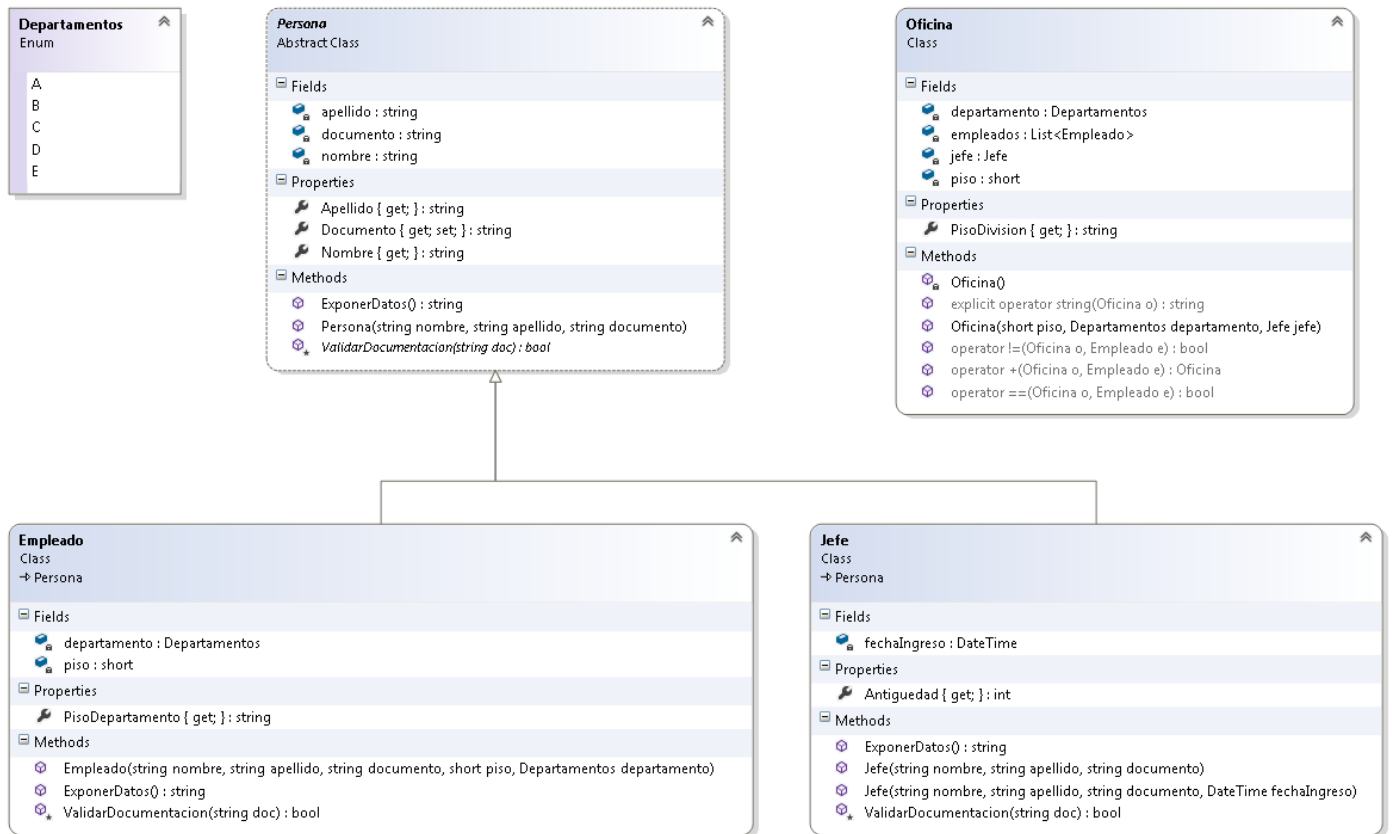 Departamentos
Enum
A
B
C
D
E
Persona
Abstract Class
Fields
apellido : string
documento : string
nombre : string
Properties
Apellido { get; } : string
Documento { get; set; } : string
Nombre { get; } : string
Methods
ExponerDatos() : string
Persona(string nombre, string apellido, string documento)
ValidarDocumentacion(string doc) : bool
Oficina
Class
Fields
departamento : Departamentos
empleados : List<Empleado>
jefe : Jefe
piso : short
Properties
PisoDivision { get; } : string
Methods
Oficina()
explicit operator string(Oficina o) : string
Oficina(short piso, Departamentos departamento, Jefe jefe)
operator !=(Oficina o, Empleado e) : bool
operator +(Oficina o, Empleado e) : Oficina
operator ==(Oficina o, Empleado e) : bool
Empleado
Class
→ Persona
Fields
departamento : Departamentos
piso : short
Properties
PisoDepartamento { get; } : string
Methods
Empleado(string nombre, string apellido, string documento, short piso, Departamentos departamento)
ExponerDatos() : string
ValidarDocumentacion(string doc) : bool
Jefe
Class
→ Persona
Fields
fechaIngreso : DateTime
Properties
Antiguedad { get; } : int
Methods
ExponerDatos() : string
Jefe(string nombre, string apellido, string documento)
Jefe(string nombre, string apellido, string documento, DateTime fechaIngreso)
ValidarDocumentacion(string doc) : bool